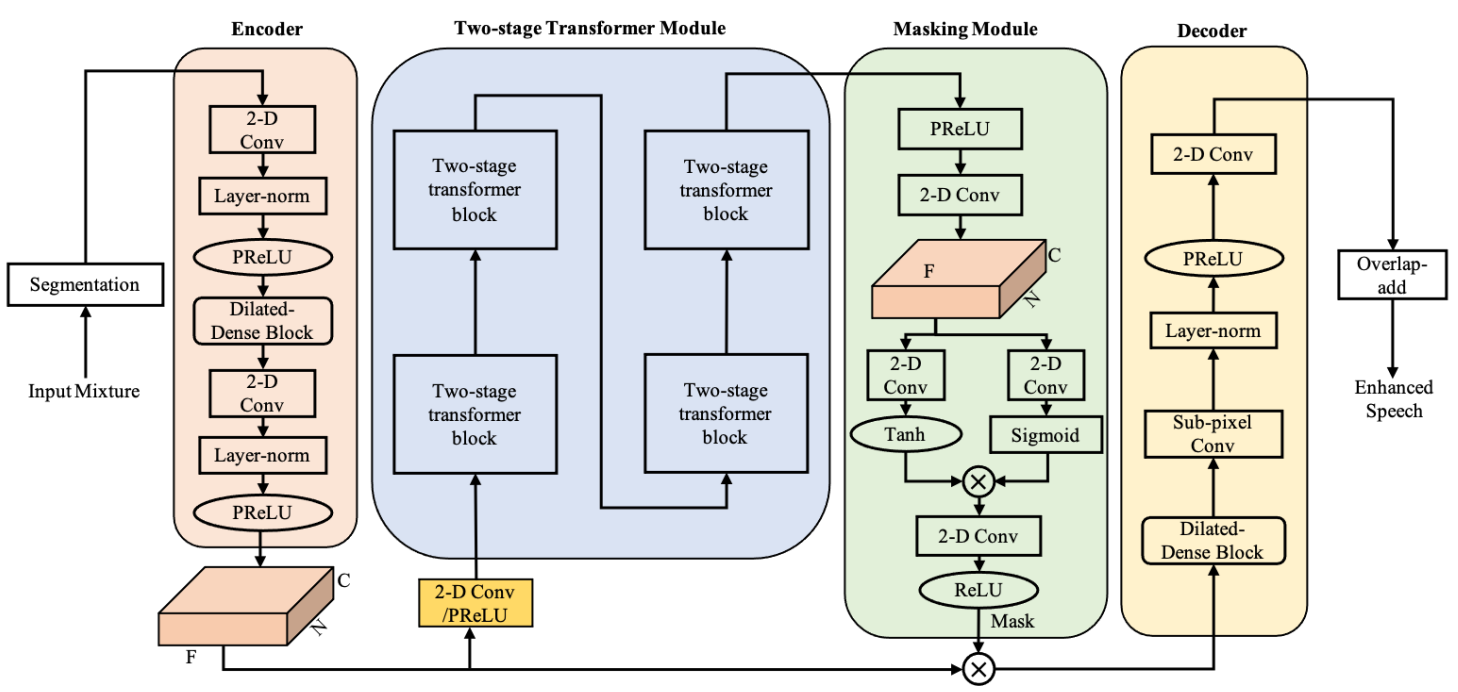 Encoder
Two-stage Transformer Module
Masking Module
Decoder
Segmentation
Input Mixture
2-D
Conv
Layer-norm
PReLU
Dilated-
Dense Block
2-D
Conv
Layer-norm
PReLU
C
N
F
2-D Conv
/PReLU
Two-stage
transformer
block
Two-stage
transformer
block
Two-stage
transformer
block
Two-stage
transformer
block
PReLU
2-D Conv
F
C
N
2-D
Conv
2-D
Conv
Tanh
Sigmoid
2-D Conv
ReLU
Mask
2-D Conv
PReLU
Layer-norm
Sub-pixel
Conv
Dilated-
Dense Block
Overlap-
add
Enhanced
Speech